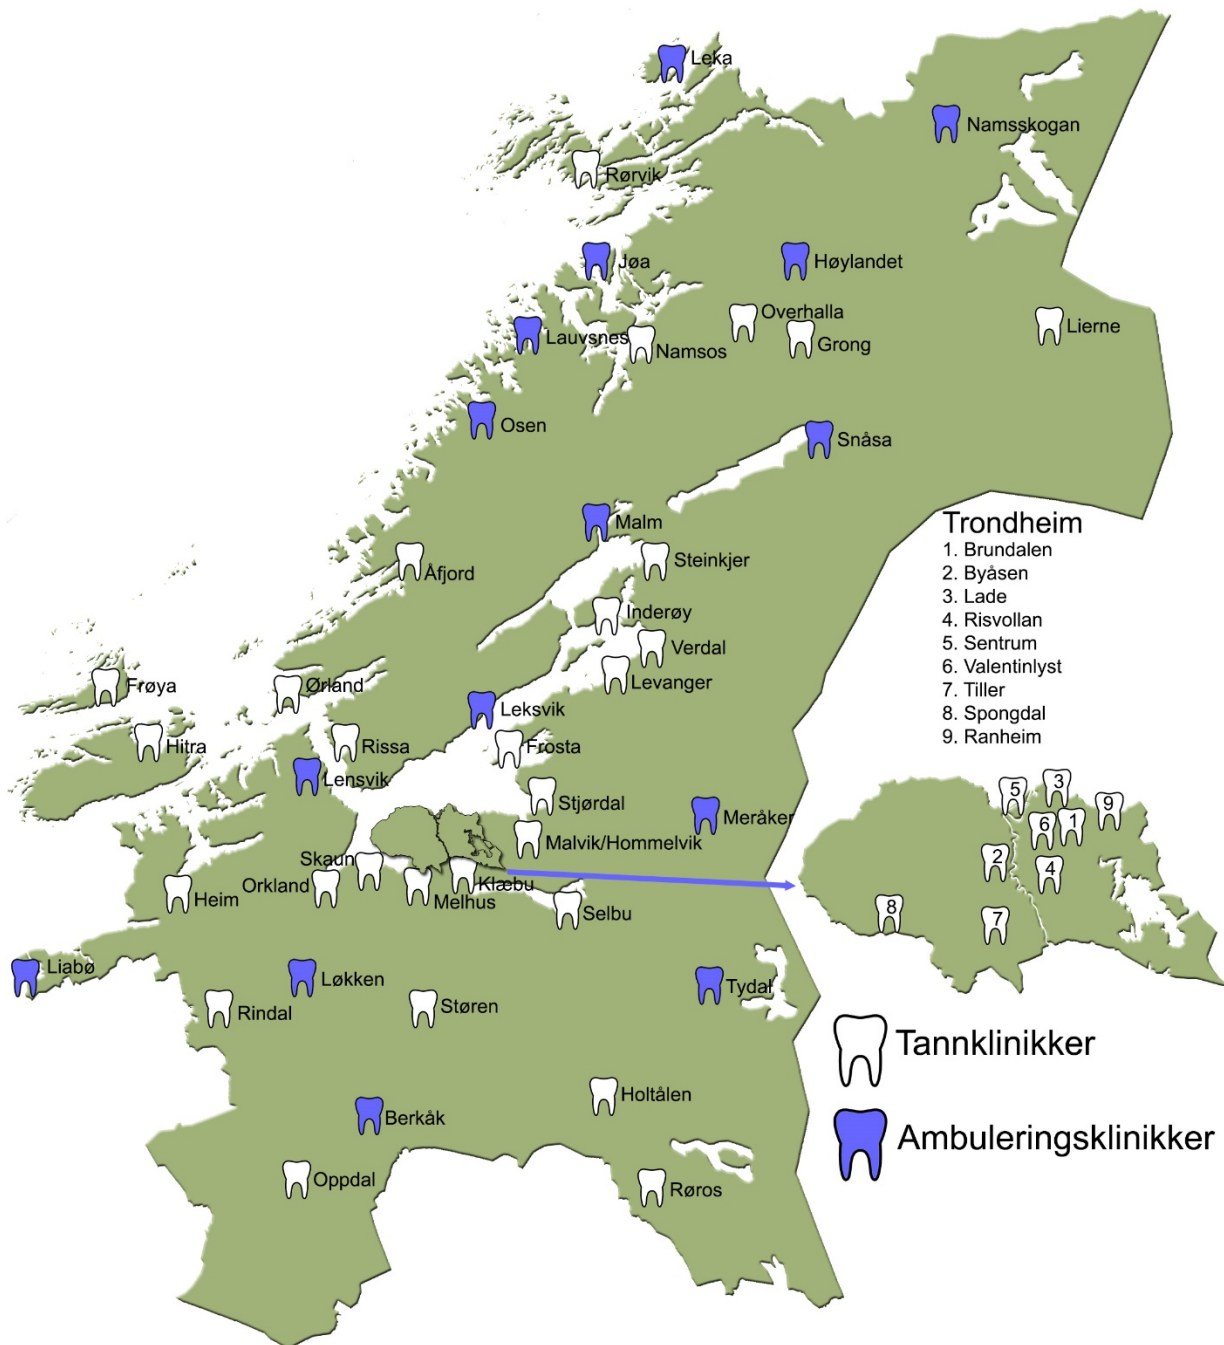 Leka
Namsskogan
Rørvik
Jøa
Høylandet
Overhalla
Lierne
Lauvsnes
Namsos
Grong
Osen
Snåsa
Malm
Steinkjer
Åfjord
Inderøy
Verdal
Levanger
Frøya
Ørland
Leksvik
Hitra
Rissa
Frosta
Lensvik
Stjørdal
Meråker
Malvik/Hommelvik
Skaun
Orkland
Klæbu
Melhus
Heim
Selbu
Liabø
Løkken
Tydal
Rindal
Støren
Holtålen
Berkåk
Oppdal
Røros
Trondheim
1. Brundalen
2. Byåsen
3. Lade
4. Risvollan
5. Sentrum
6. Valentinlyst
7. Tiller
8. Spongdal
9. Ranheim
5
3
9
6
1
2
4
8
7
Tannklinikker
Ambuleringsklinikker